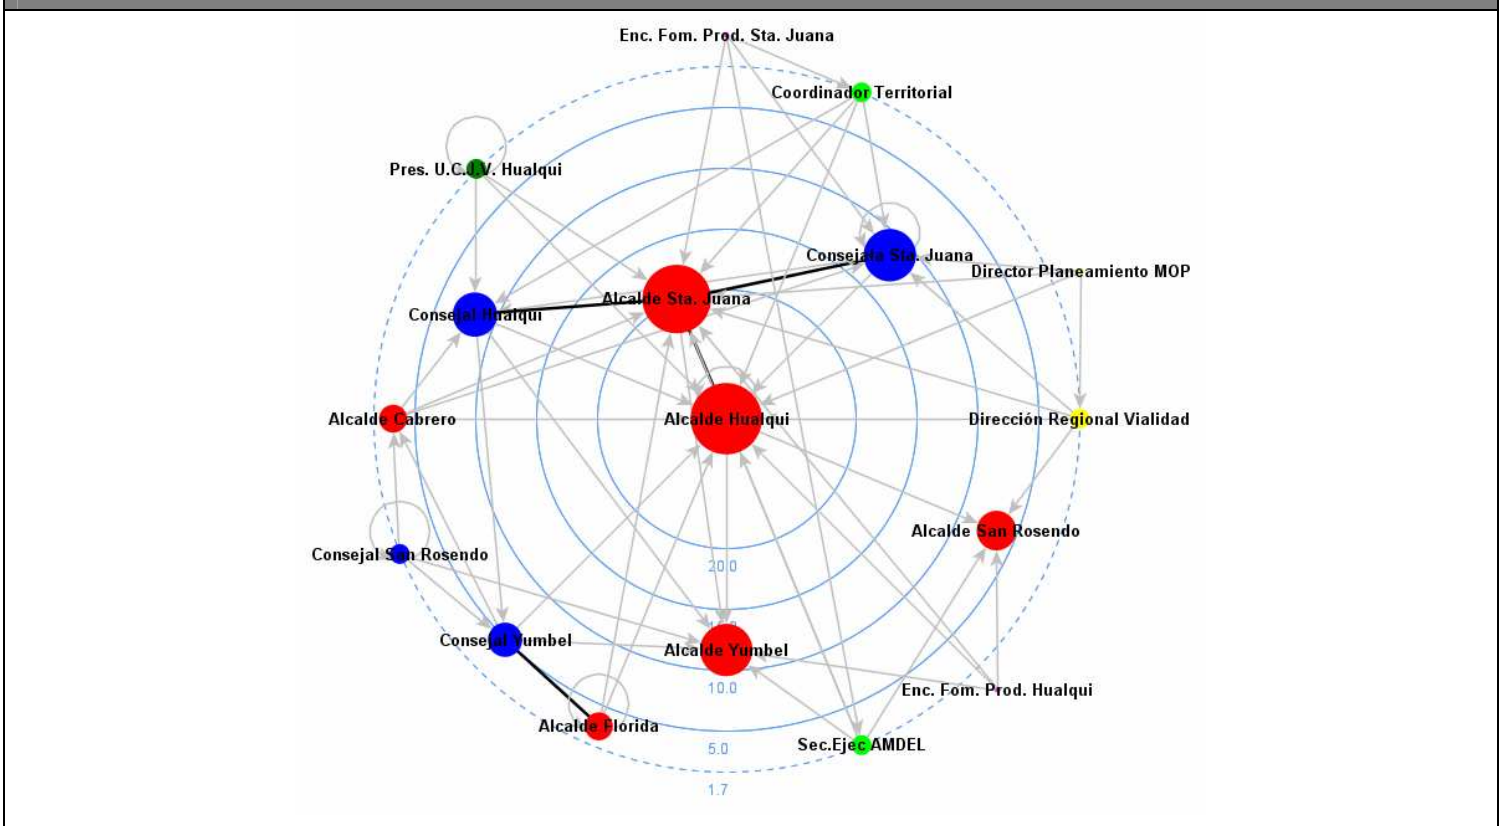 Enc. Fom. Prod. Sta. Juana
Coordinador Territorial
Pres. U.C.J.V. Hualqui
Consejala Sta. Juana
Director Planeamiento MOP
Alcalde Sta. Juana
Consejal Hualqui
Alcalde Cabrero
Alcalde Hualqui
Dirección Regional Vialidad
Alcalde San Rosendo
Consejal San Rosendo
20.0
Consejal Yumbel
Alcalde Yumbel
10.0
Enc. Fom. Prod. Hualqui
Alcalde Florida
Sec.Ejec AMDEL
5.0
1.7